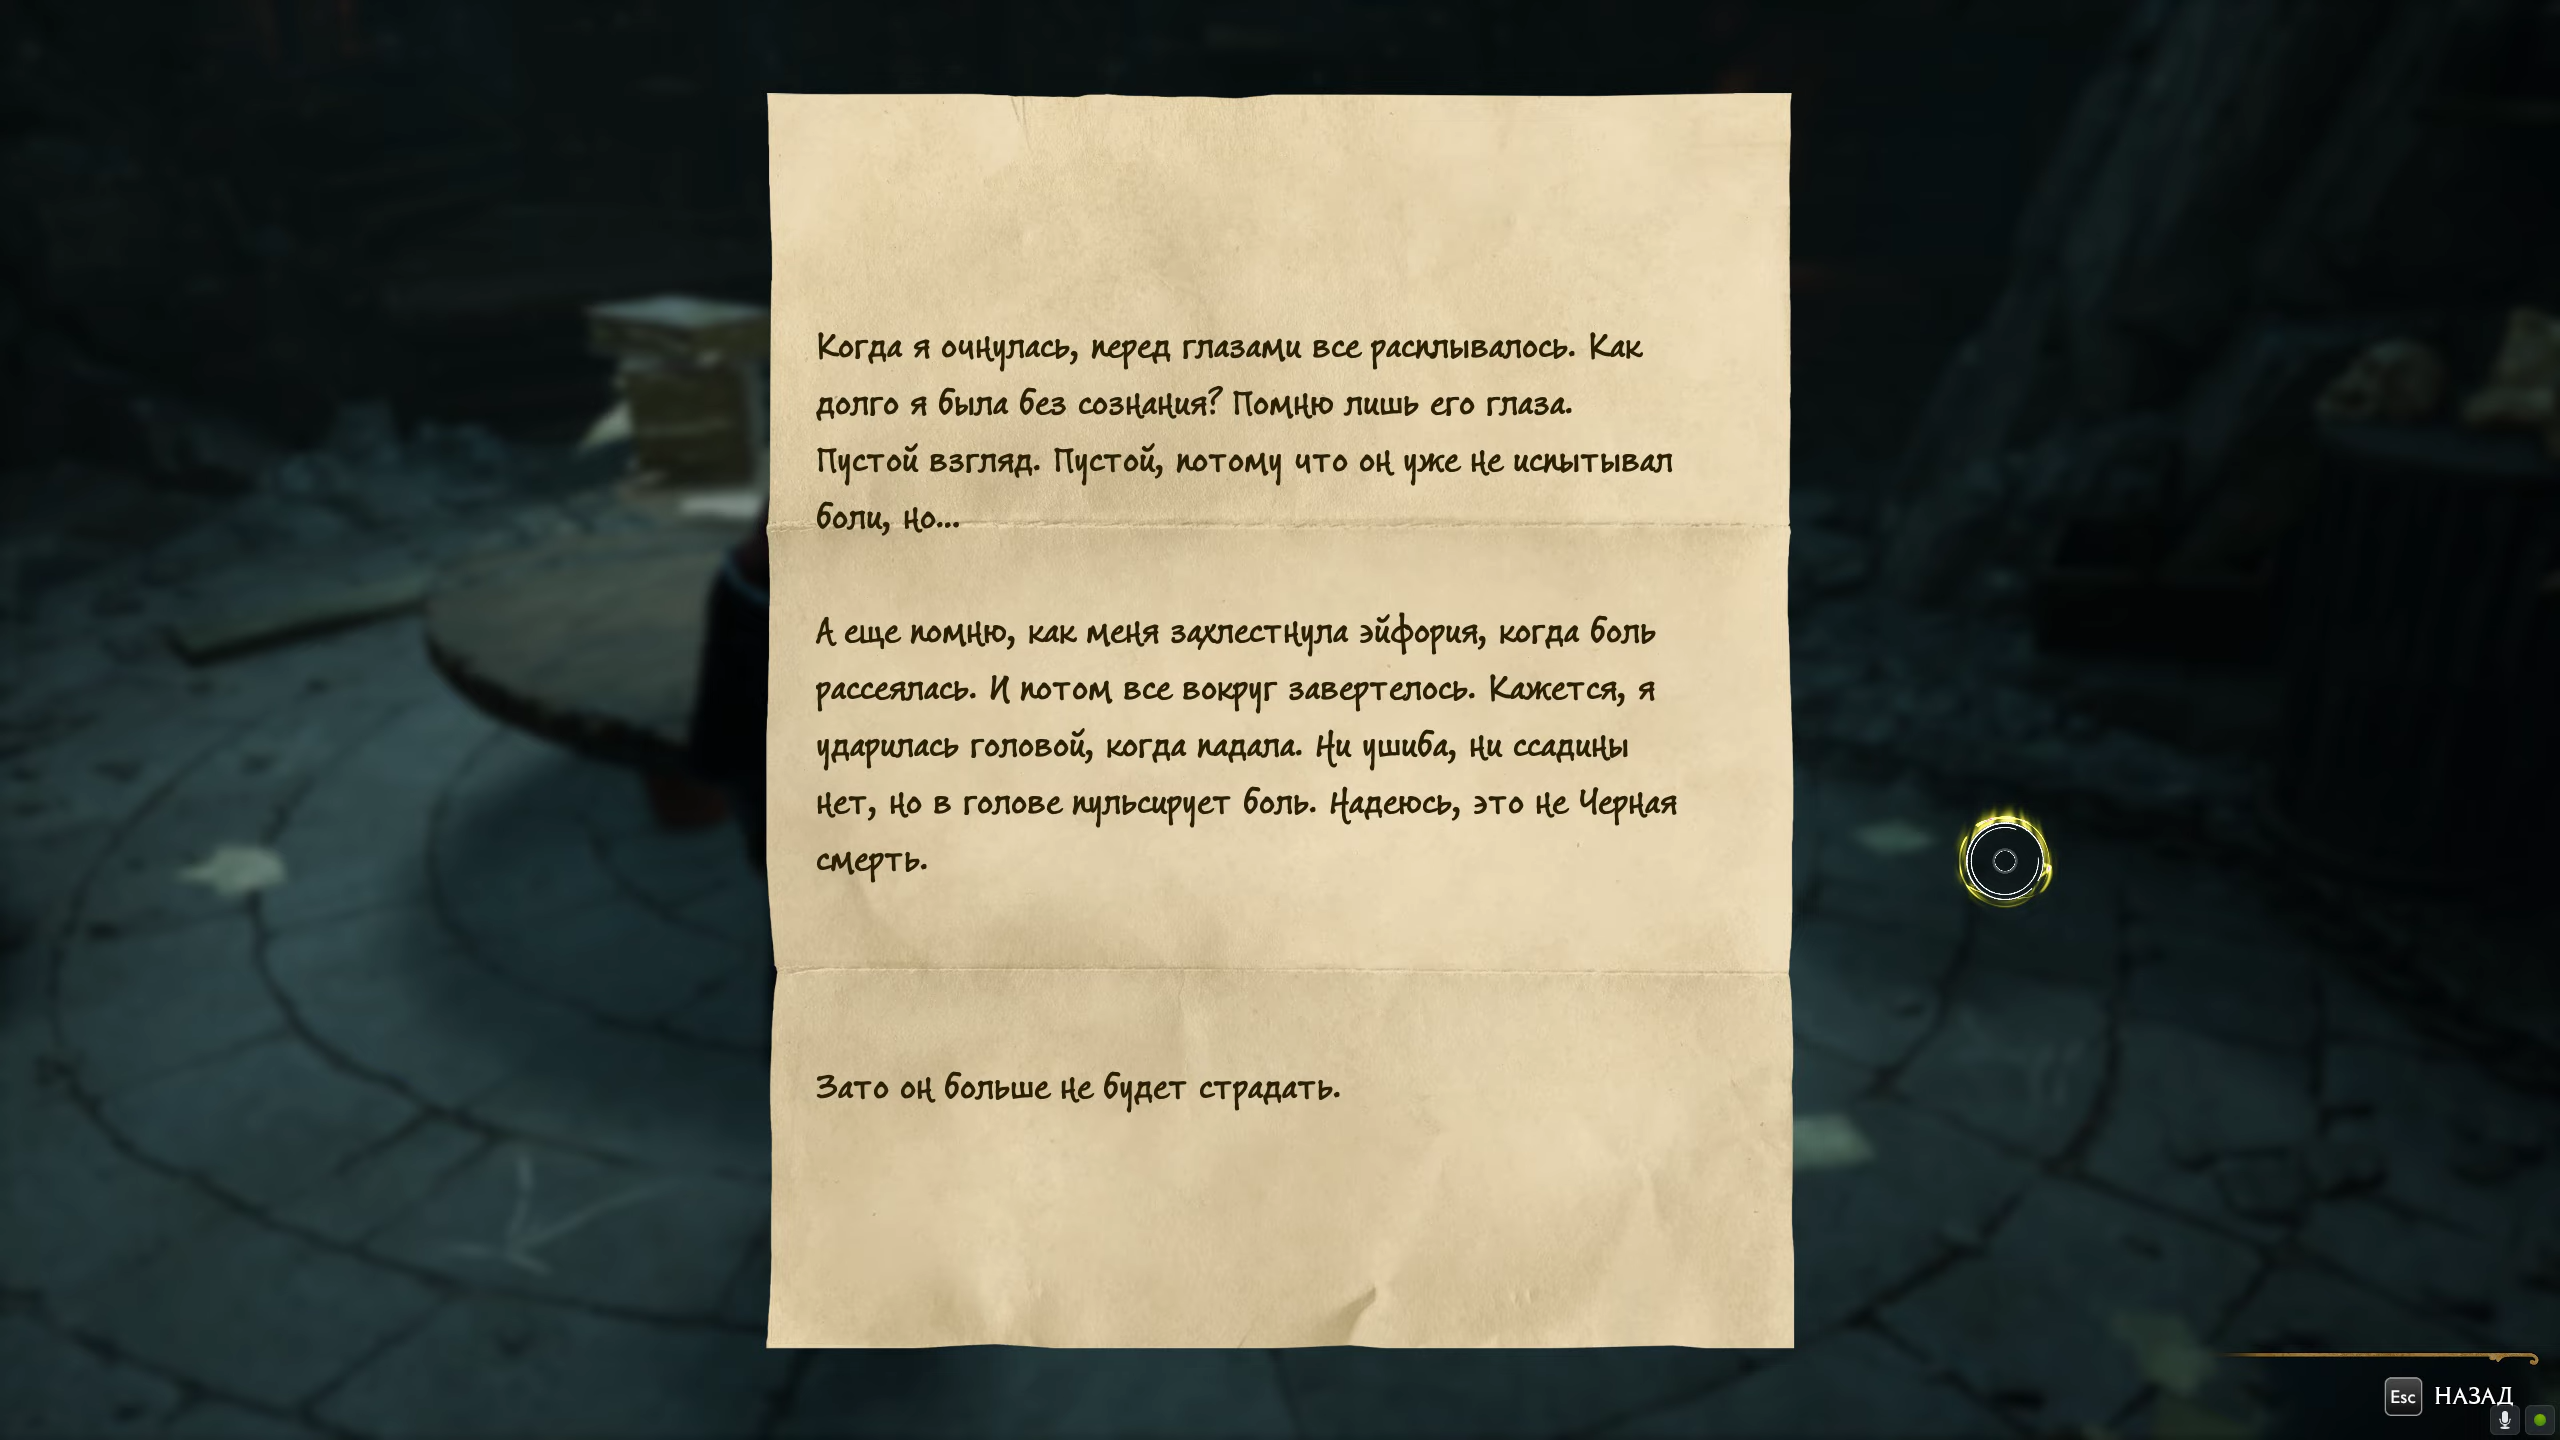 Когда я очнулась, перед глазами все расплывалось. Как
долго я была без сознания? Помню лишь его глаза.
Пустой взгляд. Пустой, потому что он уже не испытывал
боли, но...
А еще помню, как меня захлестнула эйфория, когда боль
рассеялась. И потом все вокруг завертелось. Кажется, я
ударилась головой, когда падала. Ни ушиба, ни ссадины
нет, но в голове пульсирует боль. Надеюсь, это не Черная
смерть.
Зато он больше не будет страдать.
Esc НАЗАД